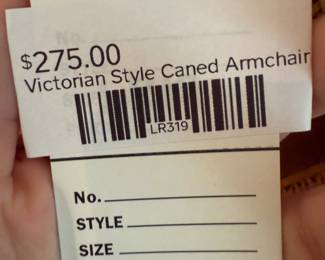 $275.00
Victorian Style Caned Armchair
LR319
No.
STYLE
SIZE